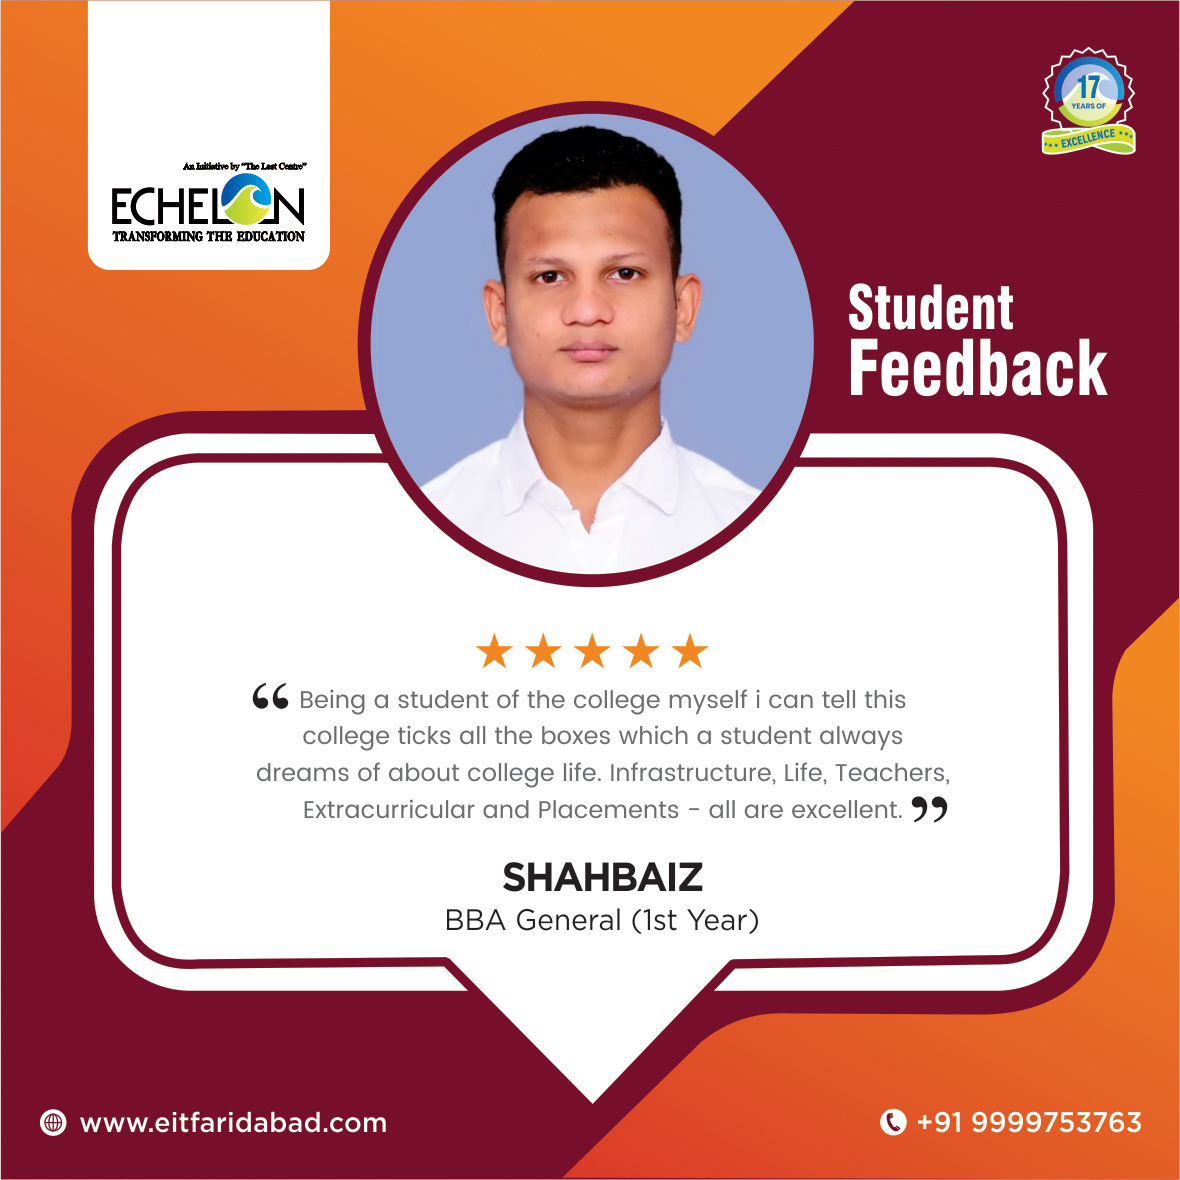 An Initiative by "The Last Centre"
ECHELON
TRANSFORMING THE EDUCATION
17
YEARS OF
EXCELLENCE
Student
Feedback
“ Being a student of the college myself i can tell this
college ticks all the boxes which a student always
dreams of about college life. Infrastructure, Life, Teachers,
Extracurricular and Placements - all are excellent. ”
SHAHBAIZ
BBA General (1st Year)
www.eitfaridabad.com
+91 9999753763